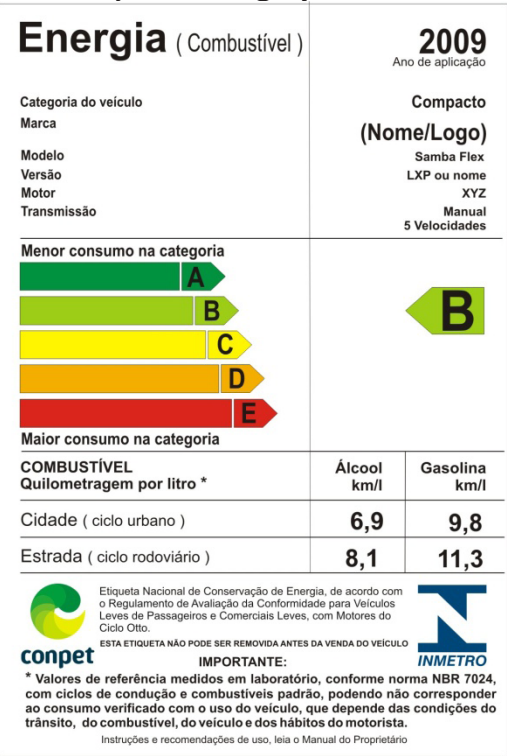 Energia ( Combustível )
2009
Ano de aplicação
Categoria do veículo Compacto
Marca (Nome/Logo)
Modelo Samba Flex
Versão LXP ou nome
Motor XYZ
Transmissão Manual
5 Velocidades
Menor consumo na categoria
A
B
B
C
D
E
Maior consumo na categoria
COMBUSTÍVEL Álcool Gasolina
Quilometragem por litro * km/l km/l
Cidade ( ciclo urbano ) 6,9 9,8
Estrada ( ciclo rodoviário ) 8,1 11,3
Etiqueta Nacional de Conservação de Energia, de acordo com
o Regulamento de Avaliação da Conformidade para Veículos
Leves de Passageiros e Comerciais Leves, com Motores do
Ciclo Otto.
ESTA ETIQUETA NÃO PODE SER REMOVIDA ANTES DA VENDA DO VEÍCULO
conpet
IMPORTANTE:
INMETRO
* Valores de referência medidos em laboratório, conforme norma NBR 7024,
com ciclos de condução e combustíveis padrão, podendo não corresponder
ao consumo verificado com o uso do veículo, que depende das condições do
trânsito, do combustível, do veículo e dos hábitos do motorista.
Instruções e recomendações de uso, leia o Manual do Proprietário